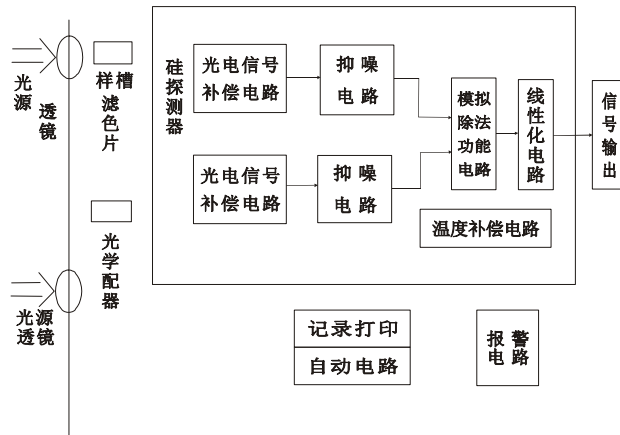 光源
透镜
样槽
滤色片
光学配器
光源
透镜
硅探测器
光电信号
补偿电路
抑噪
电路
光电信号
补偿电路
抑噪
电路
模拟
除法
功能
电路
线性化电路
温度补偿电路
信号输出
记录打印
自动电路
报警
电路